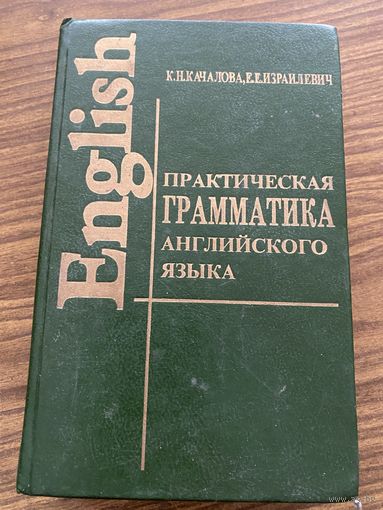 English
К.Н.КАЧАЛОВА, Е.Е.ИЗРАИЛЕВИЧ
ПРАКТИЧЕСКАЯ
ГРАММАТИКА
АНГЛИЙСКОГО
ЯЗЫКА